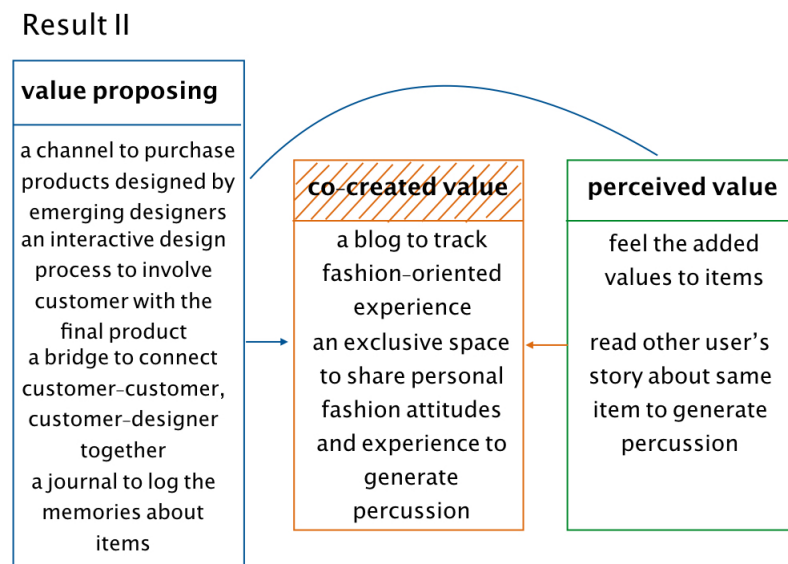 Result II
value proposing
a channel to purchase
products designed by
emerging designers
an interactive design
process to involve
customer with the
final product
a bridge to connect
customer-customer,
customer-designer
together
a journal to log the
memories about
items
co-created value
a blog to track
fashion-oriented
experience
an exclusive space
to share personal
fashion attitudes
and experience to
generate
percussion
perceived value
feel the added
values to items
read other user's
story about same
item to generate
percussion